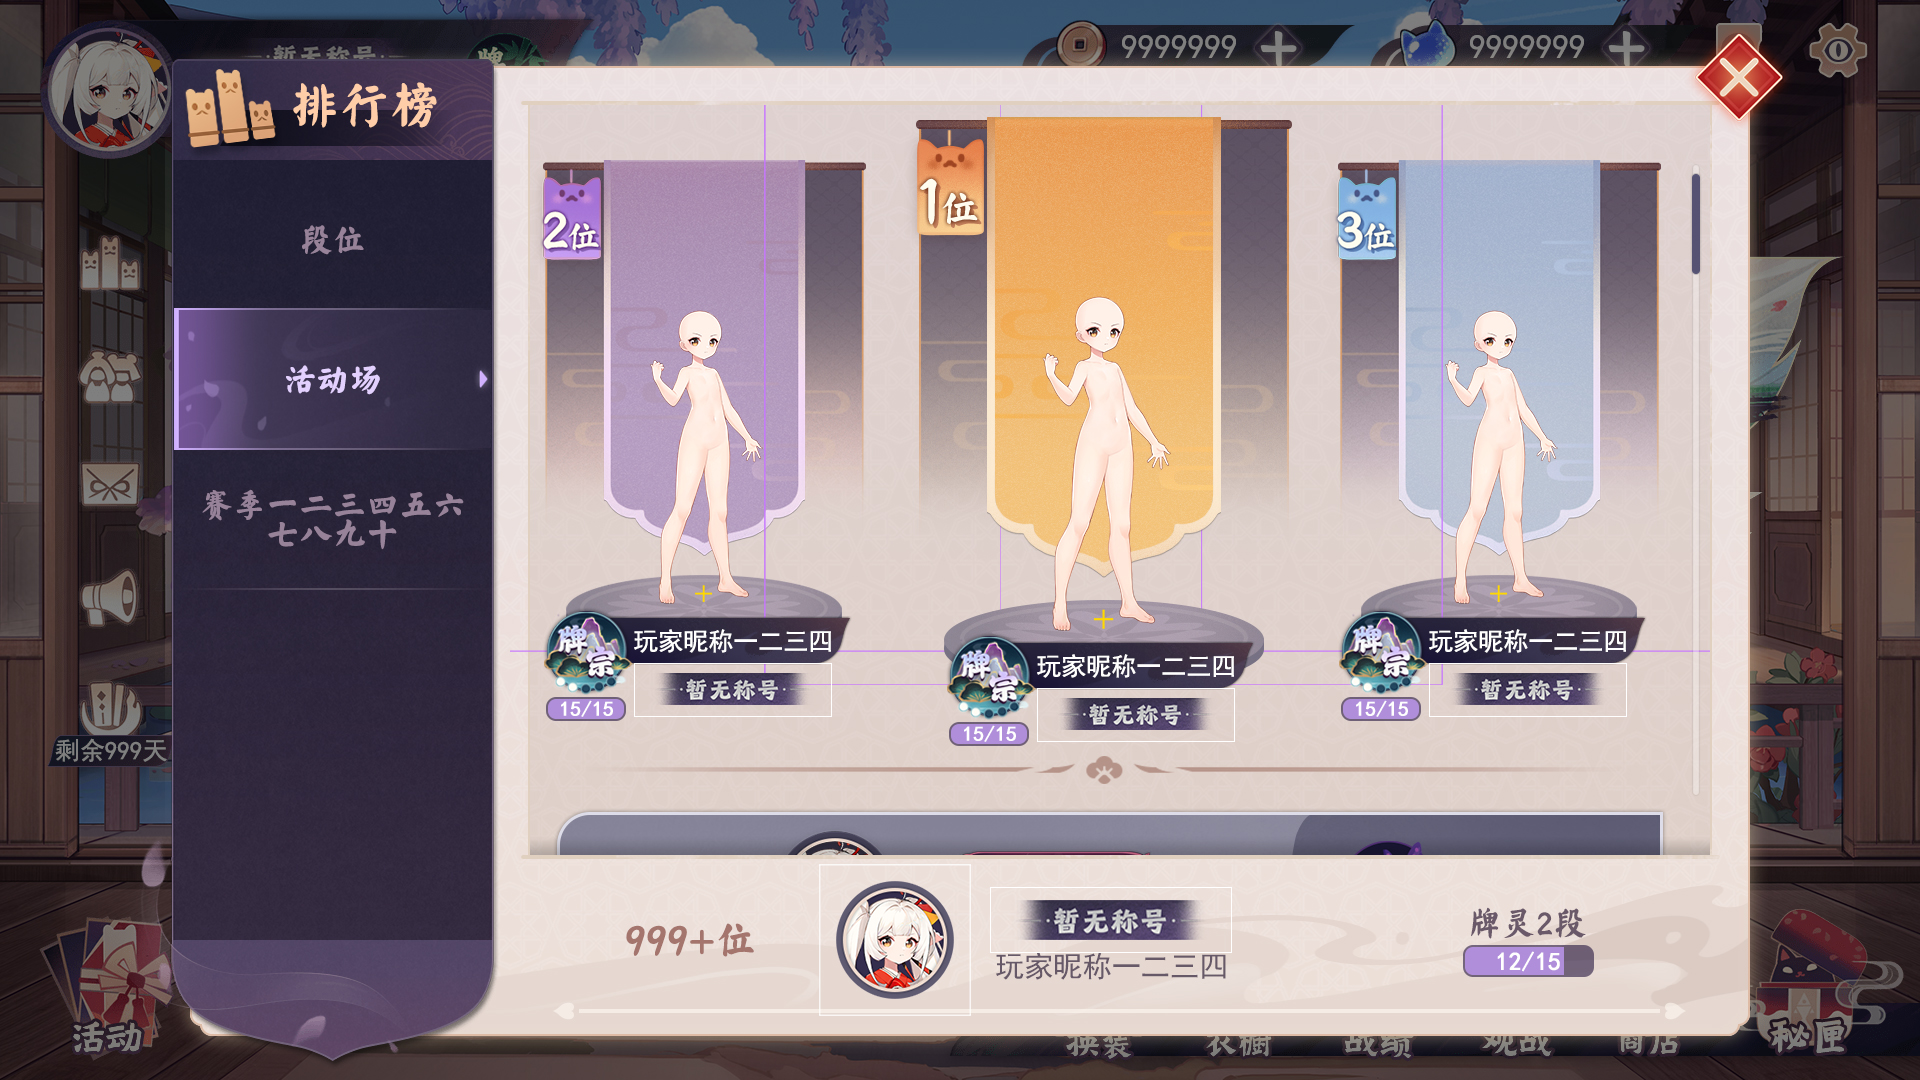 暂无称号
牌
9999999
9999999
排行榜
段位
活动场
赛季一二三四五六
七八九十
2位
1位
3位
牌宗
玩家昵称一二三四
暂无称号
15/15
牌宗
玩家昵称一二三四
暂无称号
15/15
牌宗
玩家昵称一二三四
暂无称号
15/15
剩余999天
999+位
暂无称号
玩家昵称一二三四
牌灵2段
12/15
活动
换装
衣橱
战绩
观战
商店
秘匣